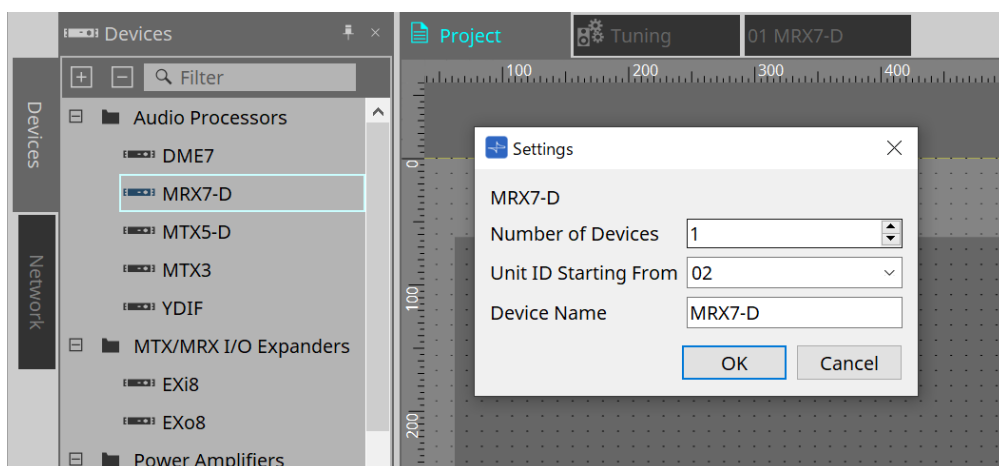 Devices
Project
Tuning
01 MRX7-D
Filter
100
200
300
400
Devices
Network
Audio Processors
DME7
MRX7-D
MTX5-D
MTX3
YDIF
MTX/MRX I/O Expanders
EXi8
EXo8
Power Amplifiers
0
100
200
Settings
MRX7-D
Number of Devices 1
Unit ID Starting From 02
Device Name MRX7-D
OK Cancel